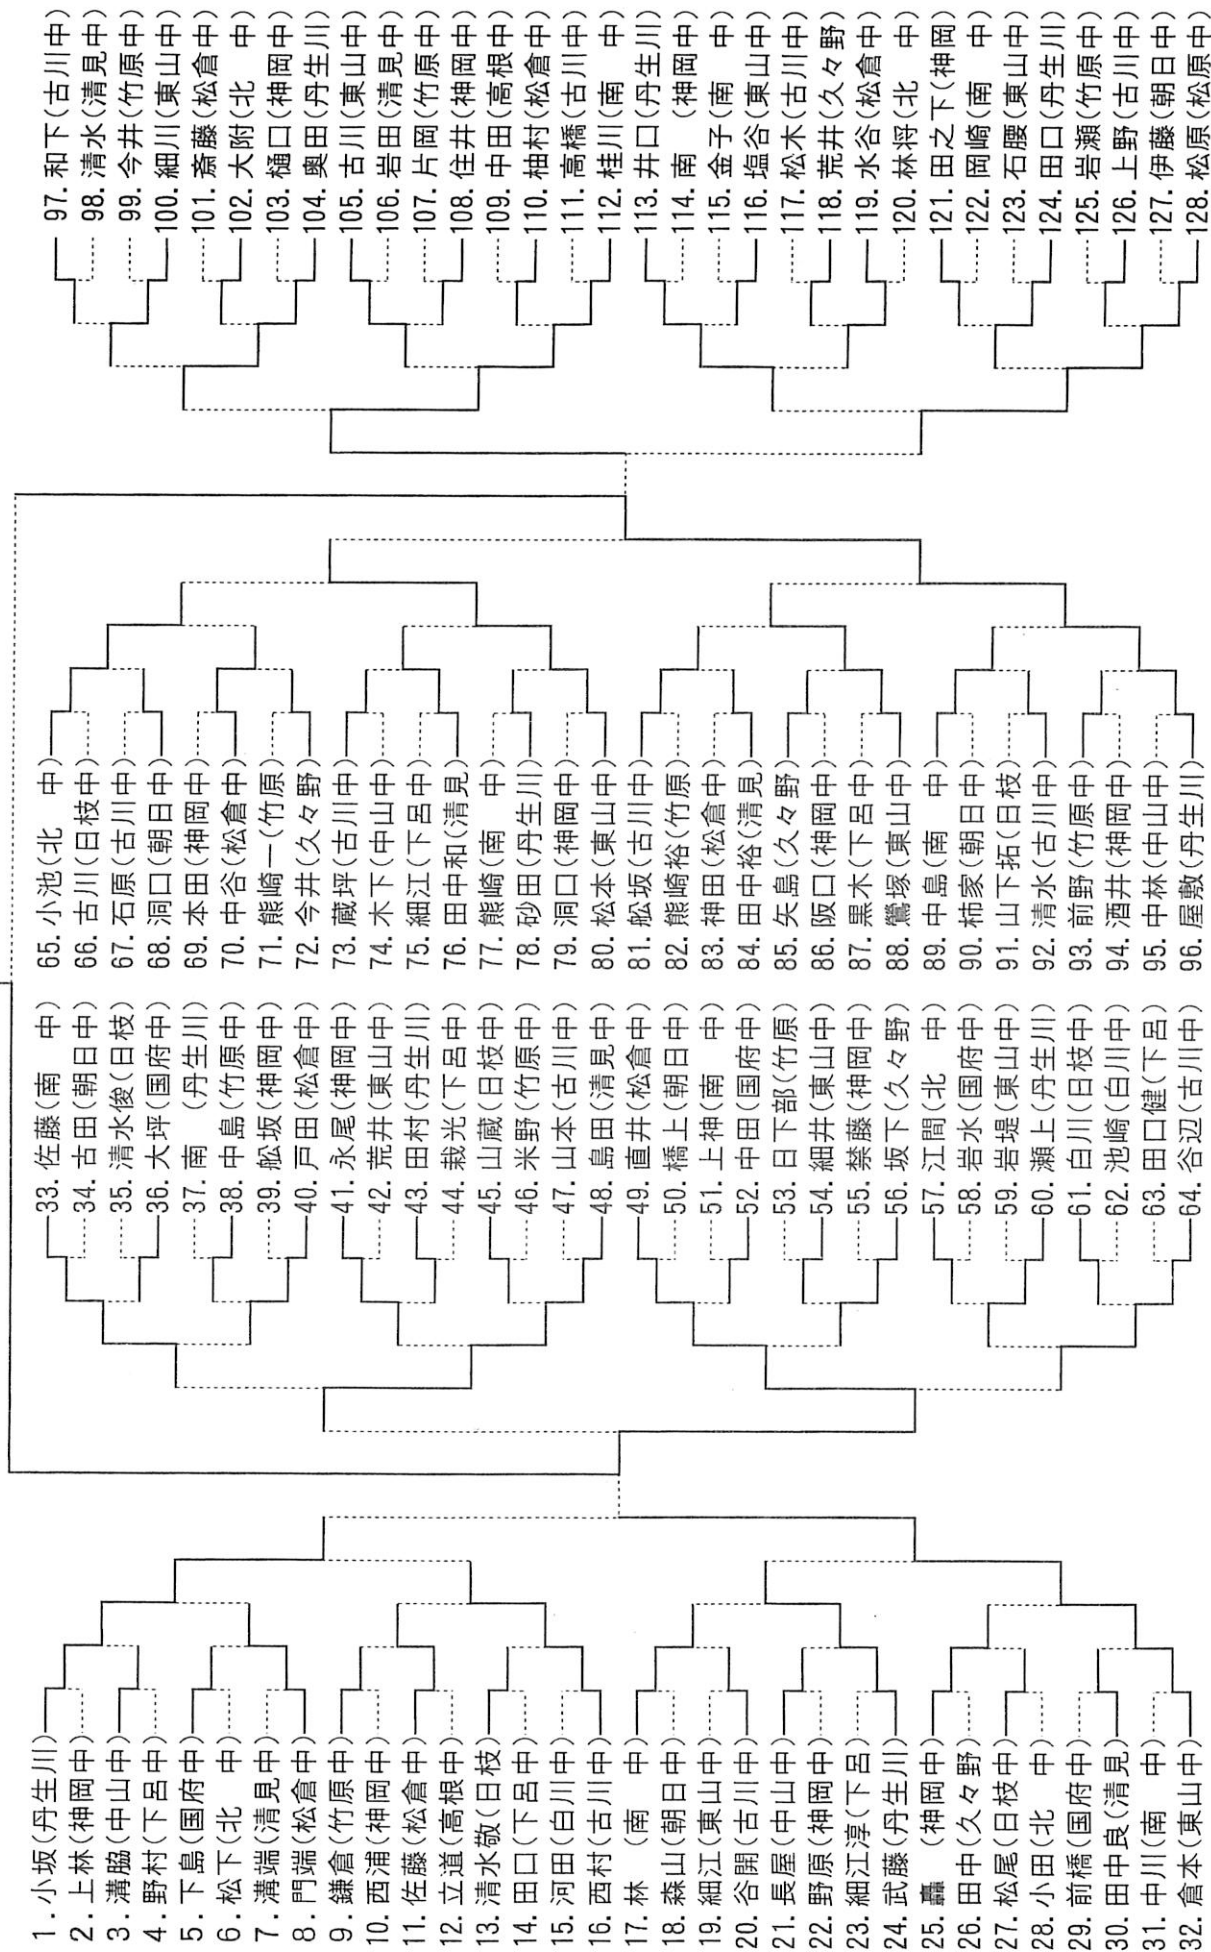 1. 小坂(丹生川)
2. 上林(神岡中)
3. 溝脇(中山中)
4. 野村(下呂中)
5. 下島(国府中)
6. 松下(北　中)
7. 溝端(清見中)
8. 門端(松倉中)
9. 鎌倉(竹原中)
10. 西浦(神岡中)
11. 佐藤(松倉中)
12. 立道(高根中)
13. 清水敬(日枝)
14. 田口(下呂中)
15. 河田(白川中)
16. 西村(古川中)
17. 林　(南　中)
18. 森山(朝日中)
19. 細江(東山中)
20. 谷開(古川中)
21. 長屋(中山中)
22. 野原(神岡中)
23. 細江淳(下呂)
24. 武藤(丹生川)
25. 轟　(神岡中)
26. 田中(久々野)
27. 松尾(日枝中)
28. 小田(北　中)
29. 前橋(国府中)
30. 田中良(清見)
31. 中川(南　中)
32. 倉本(東山中)
33. 佐藤(南　中)
34. 古田(朝日中)
35. 清水俊(日枝)
36. 大坪(国府中)
37. 南　(丹生川)
38. 中島(竹原中)
39. 舩坂(神岡中)
40. 戸田(松倉中)
41. 永尾(神岡中)
42. 荒井(東山中)
43. 田村(丹生川)
44. 栽光(下呂中)
45. 山蔵(日枝中)
46. 米野(竹原中)
47. 山本(古川中)
48. 島田(清見中)
49. 直井(松倉中)
50. 橋上(朝日中)
51. 上神(南　中)
52. 中田(国府中)
53. 日下部(竹原)
54. 細井(東山中)
55. 禁藤(神岡中)
56. 坂下(久々野)
57. 江間(北　中)
58. 岩水(国府中)
59. 岩堤(東山中)
60. 瀬上(丹生川)
61. 白川(日枝中)
62. 池崎(白川中)
63. 田口健(下呂)
64. 谷辺(古川中)
65. 小池(北　中)
66. 古川(日枝中)
67. 石原(古川中)
68. 洞口(朝日中)
69. 本田(神岡中)
70. 中谷(松倉中)
71. 熊崎一(竹原)
72. 今井(久々野)
73. 蔵坪(古川中)
74. 木下(中山中)
75. 細江(下呂中)
76. 田中和(清見)
77. 熊崎(南　中)
78. 砂田(丹生川)
79. 洞口(神岡中)
80. 松本(東山中)
81. 舩坂(古川中)
82. 熊崎裕(竹原)
83. 神田(松倉中)
84. 田中裕(清見)
85. 矢島(久々野)
86. 阪口(神岡中)
87. 黒木(下呂中)
88. 鶯塚(東山中)
89. 中島(南　中)
90. 柿家(朝日中)
91. 山下拓(日枝)
92. 清水(古川中)
93. 前野(竹原中)
94. 酒井(神岡中)
95. 中林(中山中)
96. 屋敷(丹生川)
97. 和下(古川中)
98. 清水(清見中)
99. 今井(竹原中)
100. 細川(東山中)
101. 斎藤(松倉中)
102. 大附(北　中)
103. 樋口(神岡中)
104. 奥田(丹生川)
105. 古川(東山中)
106. 岩田(清見中)
107. 片岡(竹原中)
108. 住井(神岡中)
109. 中田(高根中)
110. 柚村(松倉中)
111. 高橋(古川中)
112. 桂川(南　中)
113. 井口(丹生川)
114. 南　(神岡中)
115. 金子(南　中)
116. 塩谷(東山中)
117. 松木(古川中)
118. 荒井(久々野)
119. 水谷(松倉中)
120. 林将(北　中)
121. 田之下(神岡)
122. 岡崎(南　中)
123. 石腰(東山中)
124. 田口(丹生川)
125. 岩瀬(竹原中)
126. 上野(古川中)
127. 伊藤(朝日中)
128. 松原(松原中)